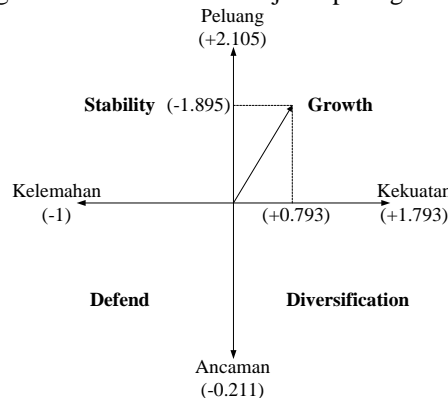 Peluang
(+2.105)
Stability (-1.895) Growth
Kelemahan
(-1)
Kekuatan
(+1.793)
(+0.793)
Defend Diversification
Ancaman
(-0.211)